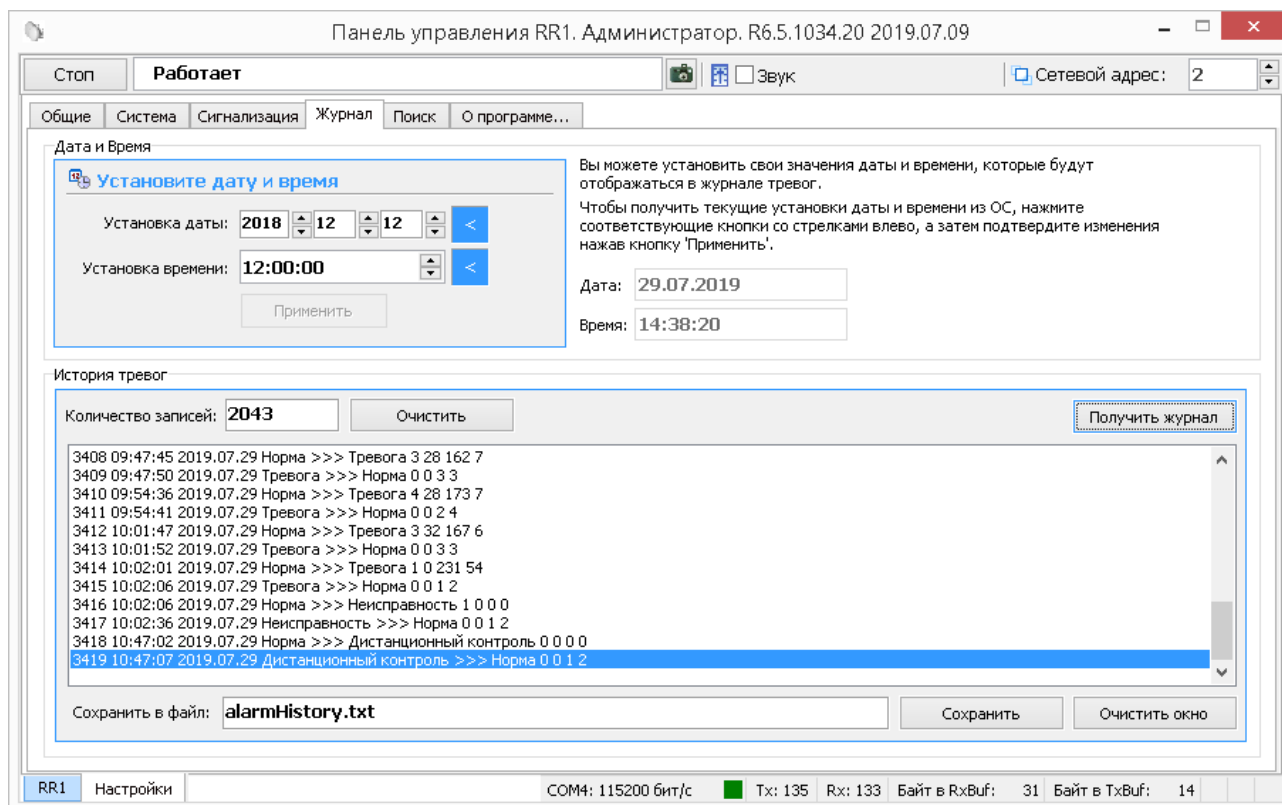 Панель управления RR1. Администратор. R6.5.1034.20 2019.07.09
Стоп Работает Звук Сетевой адрес: 2
Общие Система Сигнализация Журнал Поиск О программе...
Дата и Время
Установите дату и время
Установка даты: 2018 12 12 <
Установка времени: 12:00:00 <
Применить
Вы можете установить свои значения даты и времени, которые будут
отображаться в журнале тревог.
Чтобы получить текущие установки даты и времени из ОС, нажмите
соответствующие кнопки со стрелками влево, а затем подтвердите изменения
нажав кнопку 'Применить'.
Дата: 29.07.2019
Время: 14:38:20
История тревог
Количество записей: 2043 Очистить Получить журнал
3408 09:47:45 2019.07.29 Норма >>> Тревога 3 28 162 7
3409 09:47:50 2019.07.29 Тревога >>> Норма 0 0 3 3
3410 09:54:36 2019.07.29 Норма >>> Тревога 4 28 173 7
3411 09:54:41 2019.07.29 Тревога >>> Норма 0 0 2 4
3412 10:01:47 2019.07.29 Норма >>> Тревога 3 32 167 6
3413 10:01:52 2019.07.29 Тревога >>> Норма 0 0 3 3
3414 10:02:01 2019.07.29 Норма >>> Тревога 1 0 231 54
3415 10:02:06 2019.07.29 Тревога >>> Норма 0 0 1 2
3416 10:02:06 2019.07.29 Норма >>> Неисправность 1 0 0 0
3417 10:02:36 2019.07.29 Неисправность >>> Норма 0 0 1 2
3418 10:47:02 2019.07.29 Норма >>> Дистанционный контроль 0 0 0 0
3419 10:47:07 2019.07.29 Дистанционный контроль >>> Норма 0 0 1 2
Сохранить в файл: alarmHistory.txt Сохранить Очистить окно
RR1 Настройки COM4: 115200 бит/с Tx: 135 Rx: 133 Байт в RxBuf: 31 Байт в TxBuf: 14